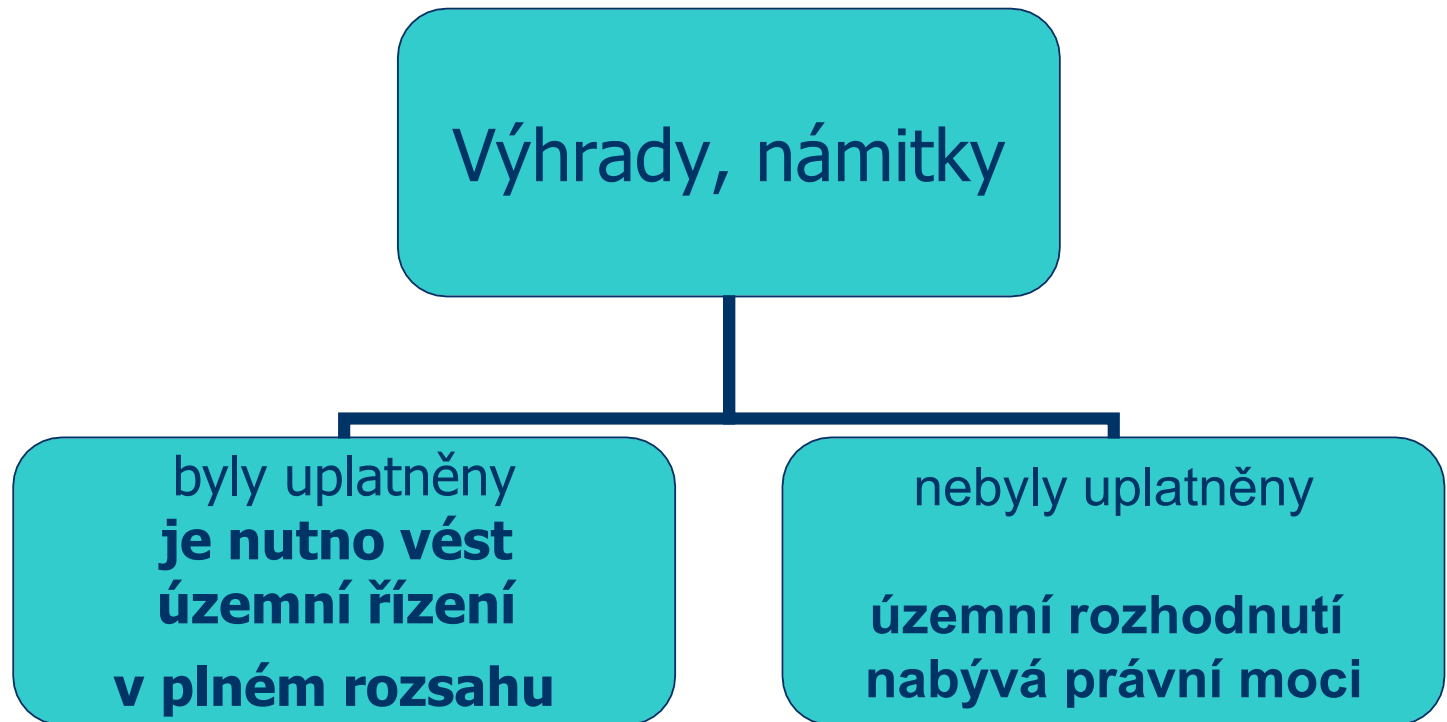 Výhrady, námitky
byly uplatněny
je nutno vést
územní řízení
v plném rozsahu
nebyly uplatněny
územní rozhodnutí
nabývá právní moci